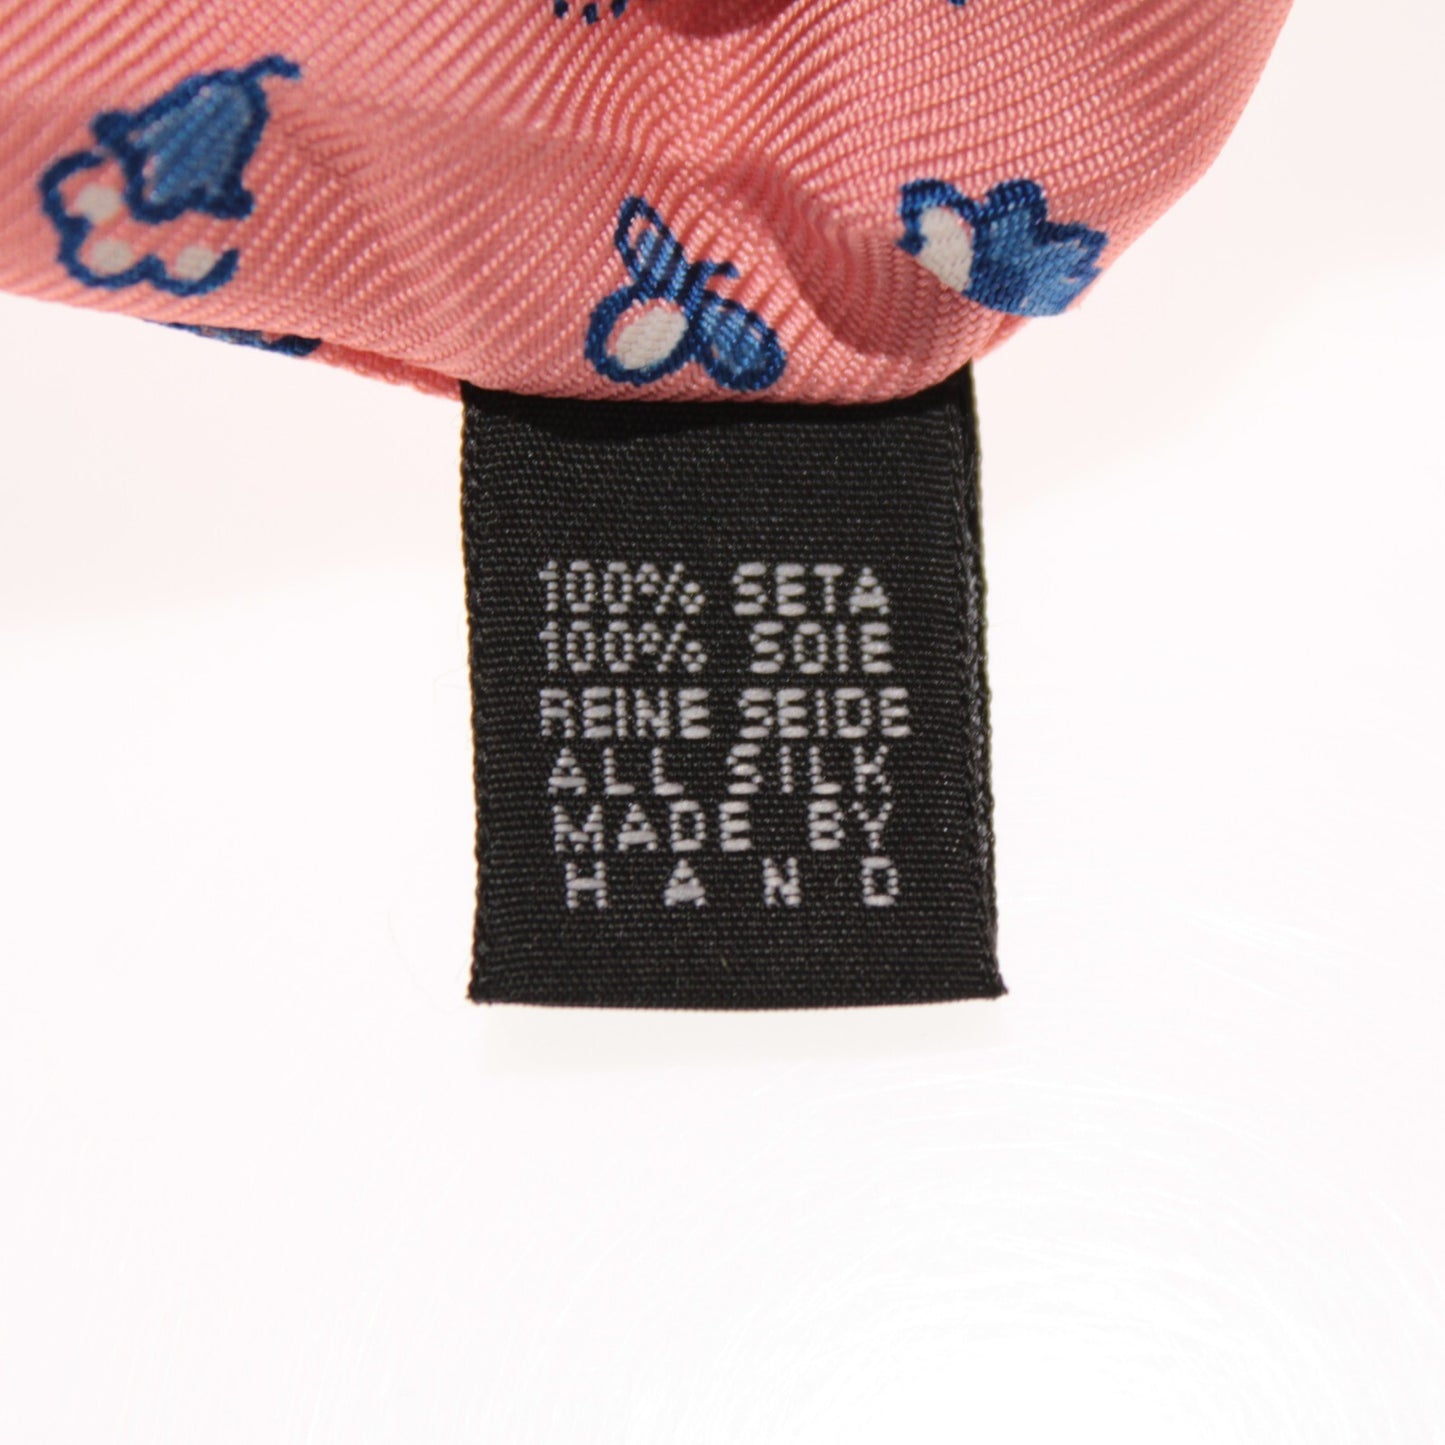 100% SETA
100% SOIE
REINE SEIDE
ALL SILK
MADE BY
HAND